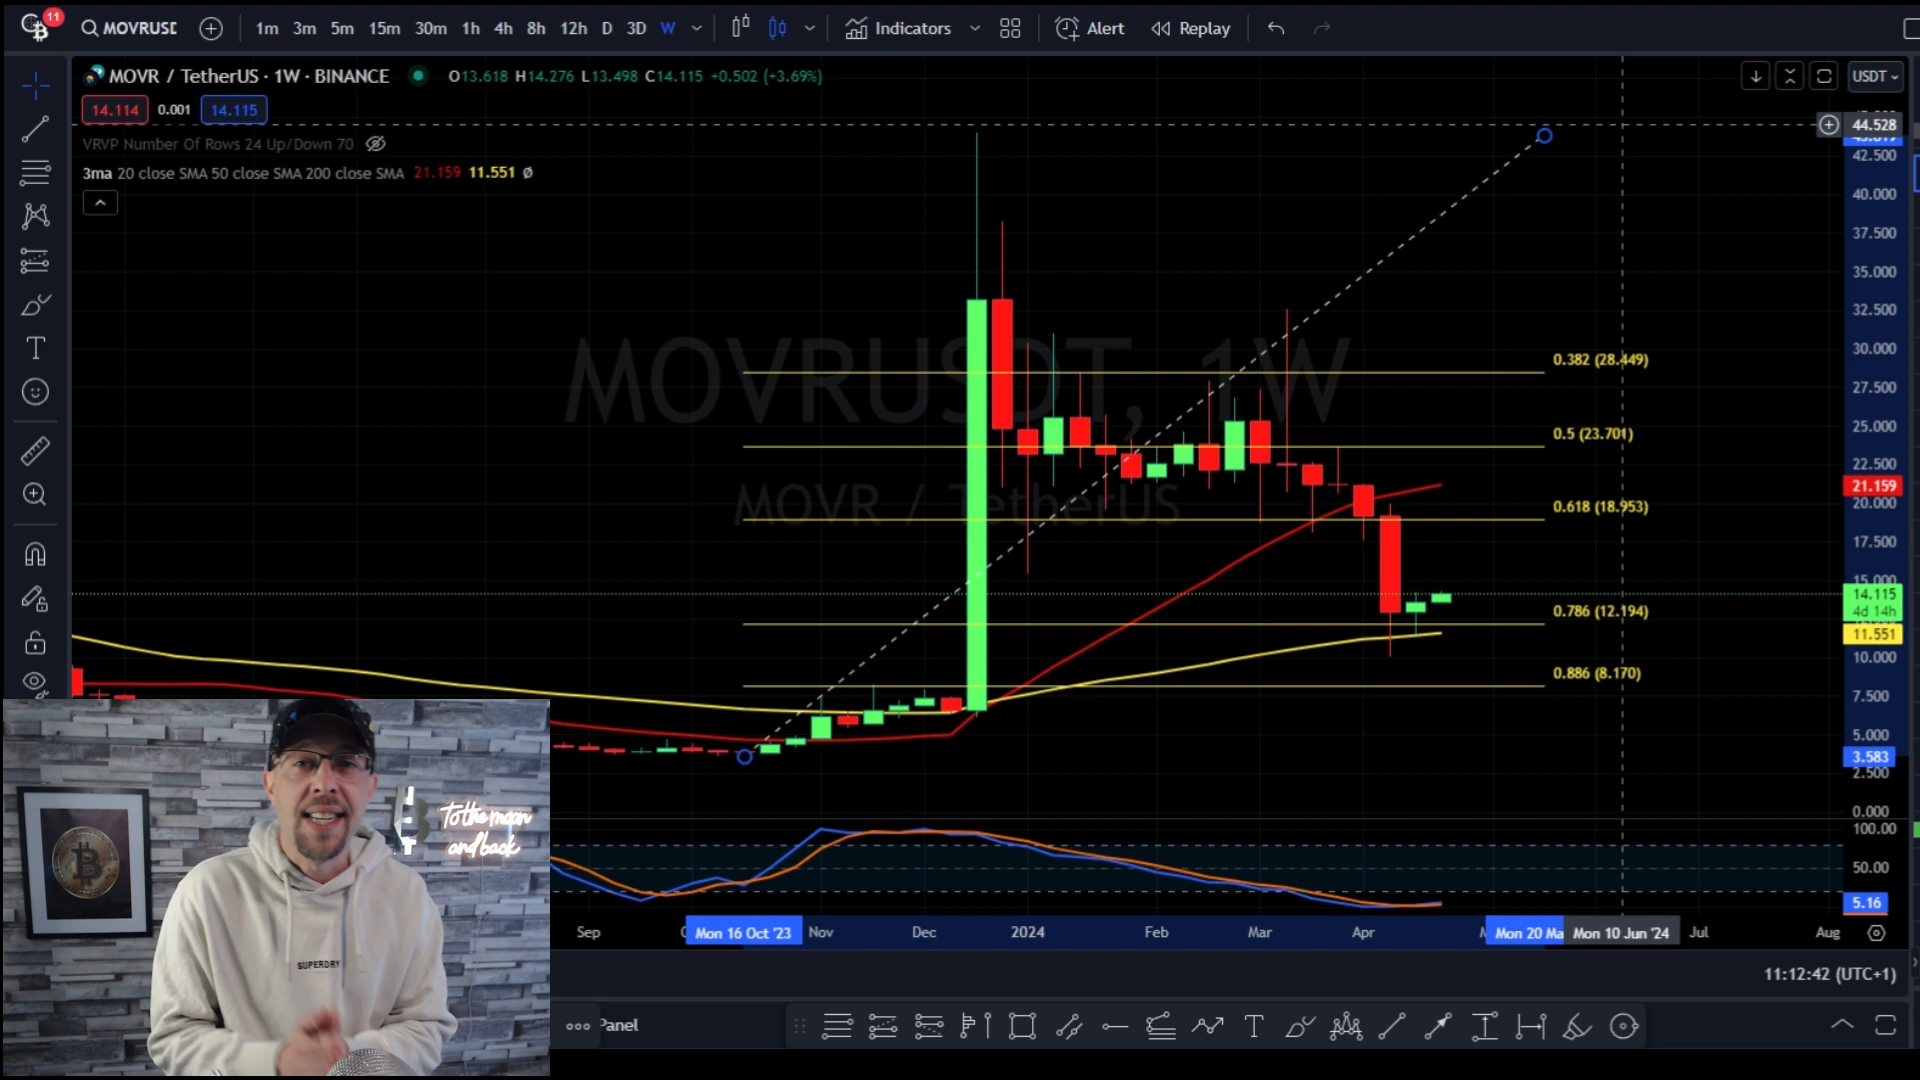 11
MOVRUSD
1m 3m 5m 15m 30m 1h 4h 8h 12h D 3D W
Indicators
Alert
Replay
MOVR / TetherUS · 1W · BINANCE
O13.618 H14.276 L13.498 C14.115 +0.502 (+3.69%)
USDT
14.114 0.001 14.115
VRVP Number Of Rows 24 Up/Down 70
3ma 20 close SMA 50 close SMA 200 close SMA 21.159 11.551 Ø
MOVRUSDT, 1W
MOVR / TetherUS
0.382 (28.449)
0.5 (23.701)
0.618 (18.953)
0.786 (12.194)
0.886 (8.170)
44.528
42.500
40.000
37.500
35.000
32.500
30.000
27.500
25.000
22.500
21.159
20.000
17.500
15.000
14.115
4d 14h
11.551
10.000
7.500
5.000
3.583
2.500
0.000
100.00
50.00
5.16
Sep
Mon 16 Oct '23
Nov
Dec
2024
Feb
Mar
Apr
Mon 20 Ma
Mon 10 Jun '24
Jul
Aug
11:12:42 (UTC+1)
Panel
To the moon
and back
SUPERDRY